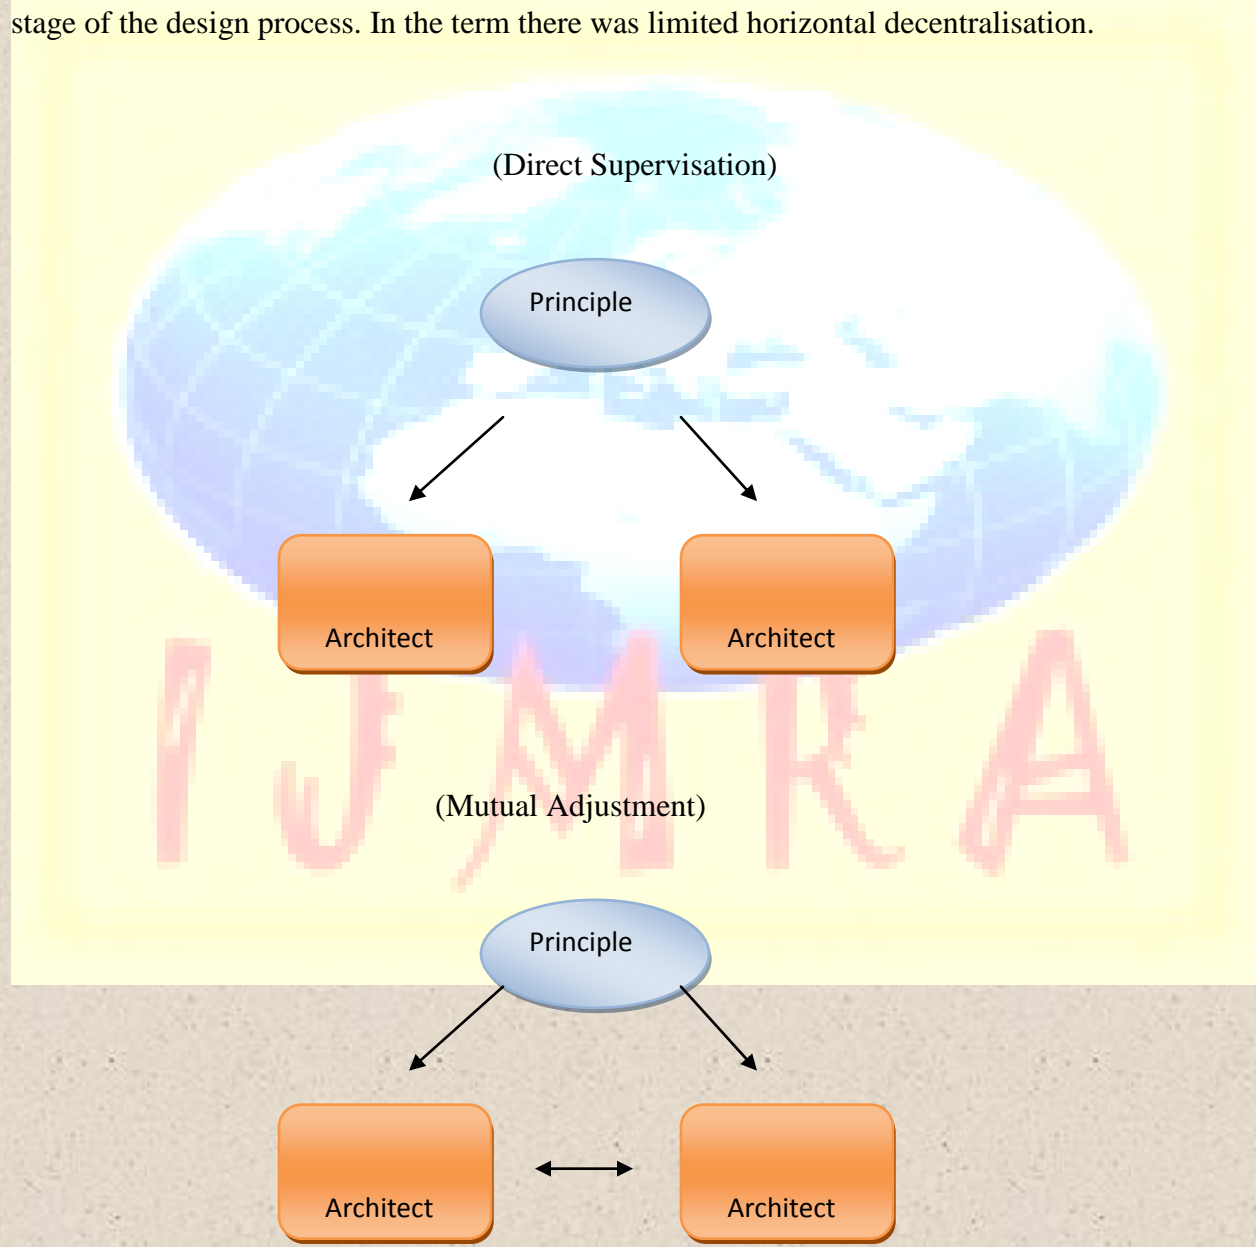 stage of the design process. In the term there was limited horizontal decentralisation.
(Direct Supervisation)
Principle
Architect Architect
IJMRA
(Mutual Adjustment)
Principle
Architect Architect